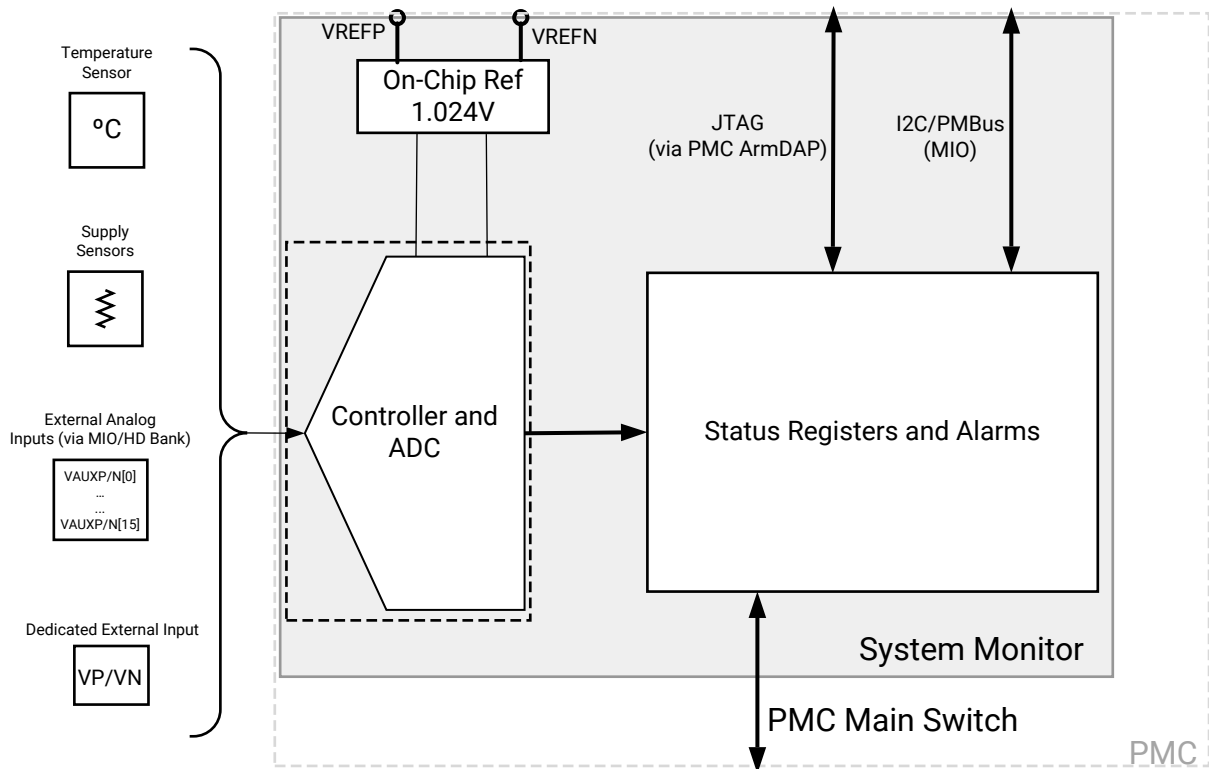 Temperature
Sensor
ºC
Supply
Sensors
External Analog
Inputs (via MIO/HD Bank)
VAUXP/N[0]
...
...
VAUXP/N[15]
Dedicated External Input
VP/VN
VREFP
VREFN
On-Chip Ref
1.024V
Controller and
ADC
JTAG
(via PMC ArmDAP)
I2C/PMBus
(MIO)
Status Registers and Alarms
System Monitor
PMC Main Switch
PMC